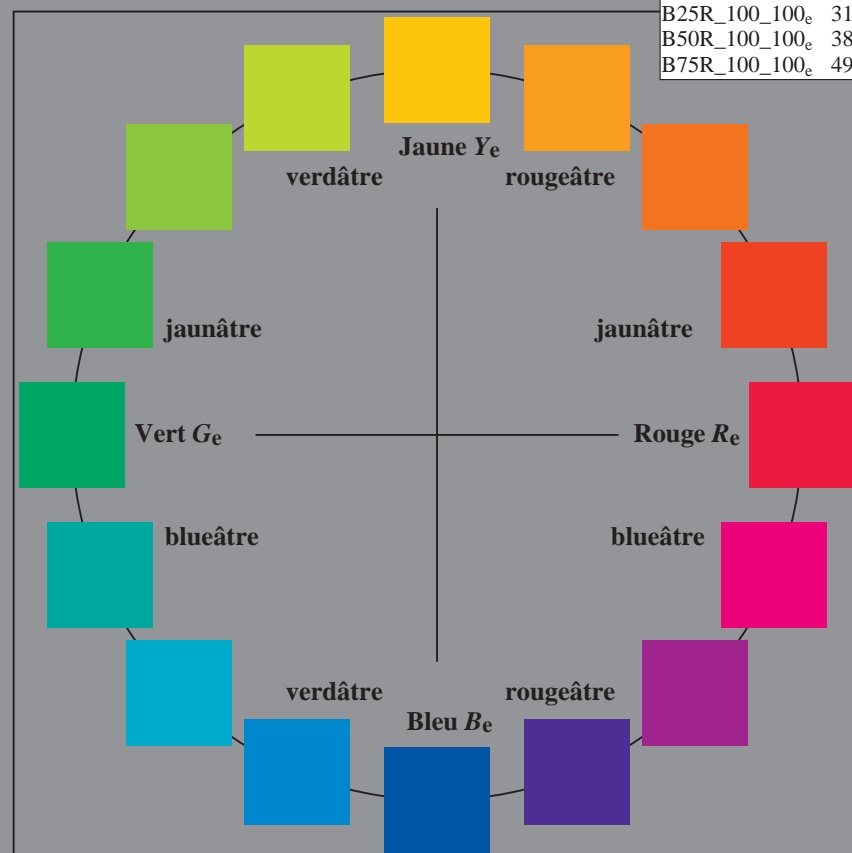 B25R_100_100e 31
B50R_100_100e 38
B75R_100_100e 49
Jaune Ye
verdâtre rougeâtre
jaunâtre jaunâtre
Vert Ge Rouge Re
blueâtre blueâtre
verdâtre rougeâtre
Bleu Be